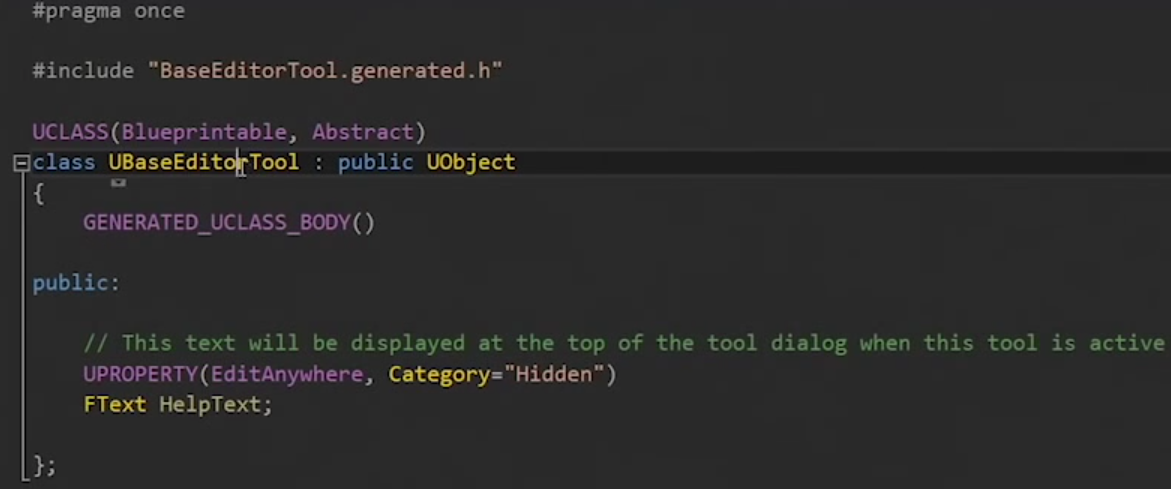 #pragma once
#include "BaseEditorTool.generated.h"
UCLASS(Blueprintable, Abstract)
class UBaseEditorTool : public UObject
{
GENERATED_UCLASS_BODY()
public:
// This text will be displayed at the top of the tool dialog when this tool is active
UPROPERTY(EditAnywhere, Category="Hidden")
FText HelpText;
};